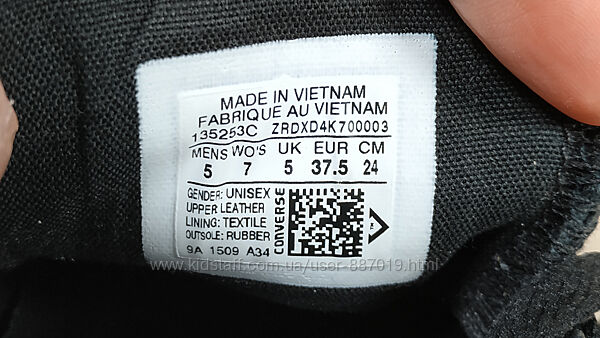 MADE IN VIETNAM
FABRIQUE AU VIETNAM
135253C ZRDXD4K700003
MENS WO'S UK EUR CM
5 7 5 37.5 24
GENDER: UNISEX
UPPER LEATHER
LINING: TEXTILE
OUTSOLE: RUBBER
9A 1509 A34
CONVERSE
www.kidstaff.com.ua/user-887019.html